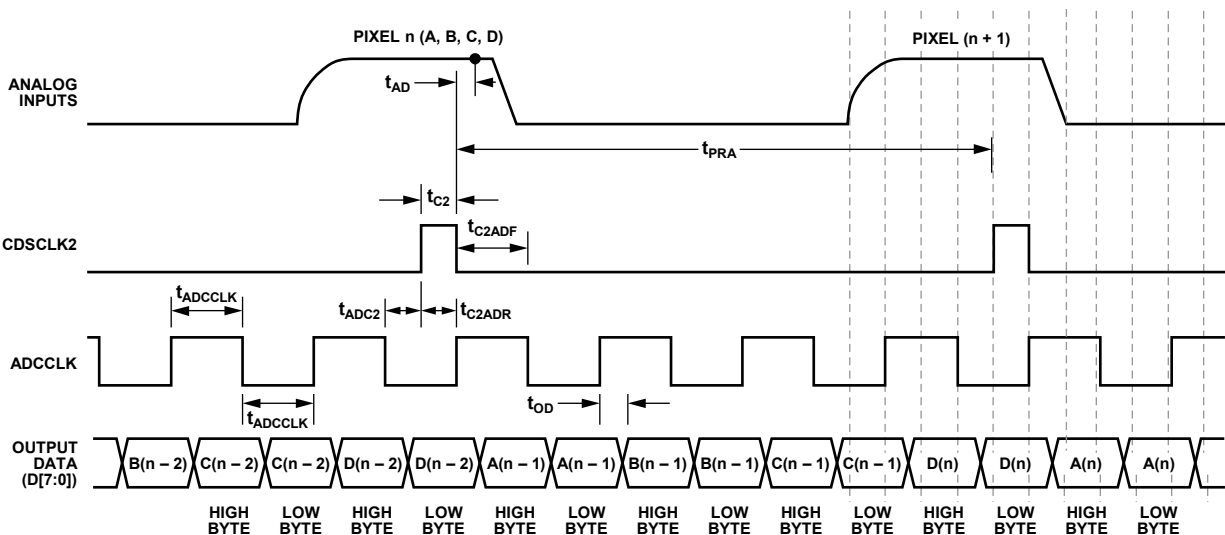 PIXEL n (A, B, C, D)
PIXEL (n + 1)
ANALOG
INPUTS
tAD
tPRA
tC2
tC2ADF
CDSCLK2
tADCCLK
tADC2
tC2ADR
ADCCLK
tADCCLK
tOD
OUTPUT
DATA
(D[7:0])
B(n – 2) C(n – 2) C(n – 2) D(n – 2) D(n – 2) A(n – 1) A(n – 1) B(n – 1) B(n – 1) C(n – 1) C(n – 1) D(n) D(n) A(n) A(n)
HIGH LOW HIGH LOW HIGH LOW HIGH LOW HIGH LOW HIGH LOW HIGH LOW
BYTE BYTE BYTE BYTE BYTE BYTE BYTE BYTE BYTE BYTE BYTE BYTE BYTE BYTE